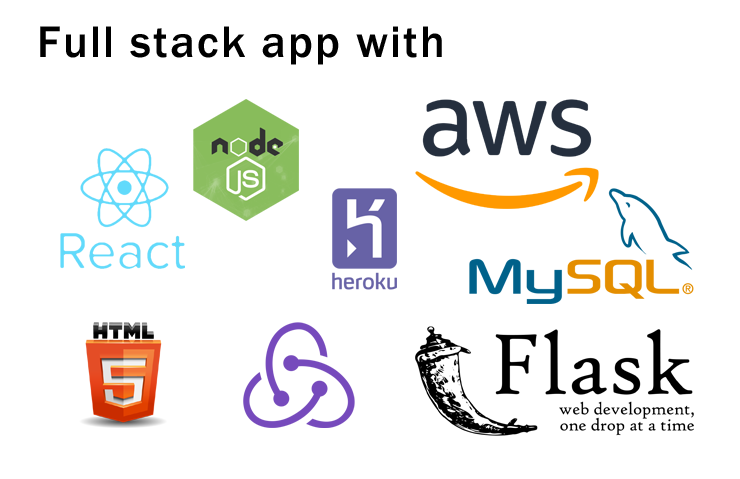 Full stack app with
node
JS
aws
React
heroku
MySQL®
HTML
5
Flask
web development,
one drop at a time